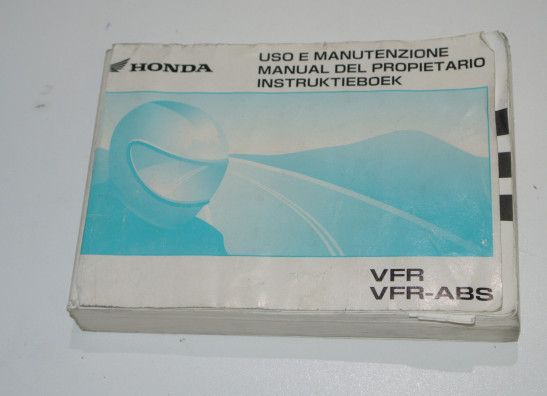 HONDA
USO E MANUTENZIONE
MANUAL DEL PROPIETARIO
INSTRUKTIEBOEK
VFR
VFR-ABS